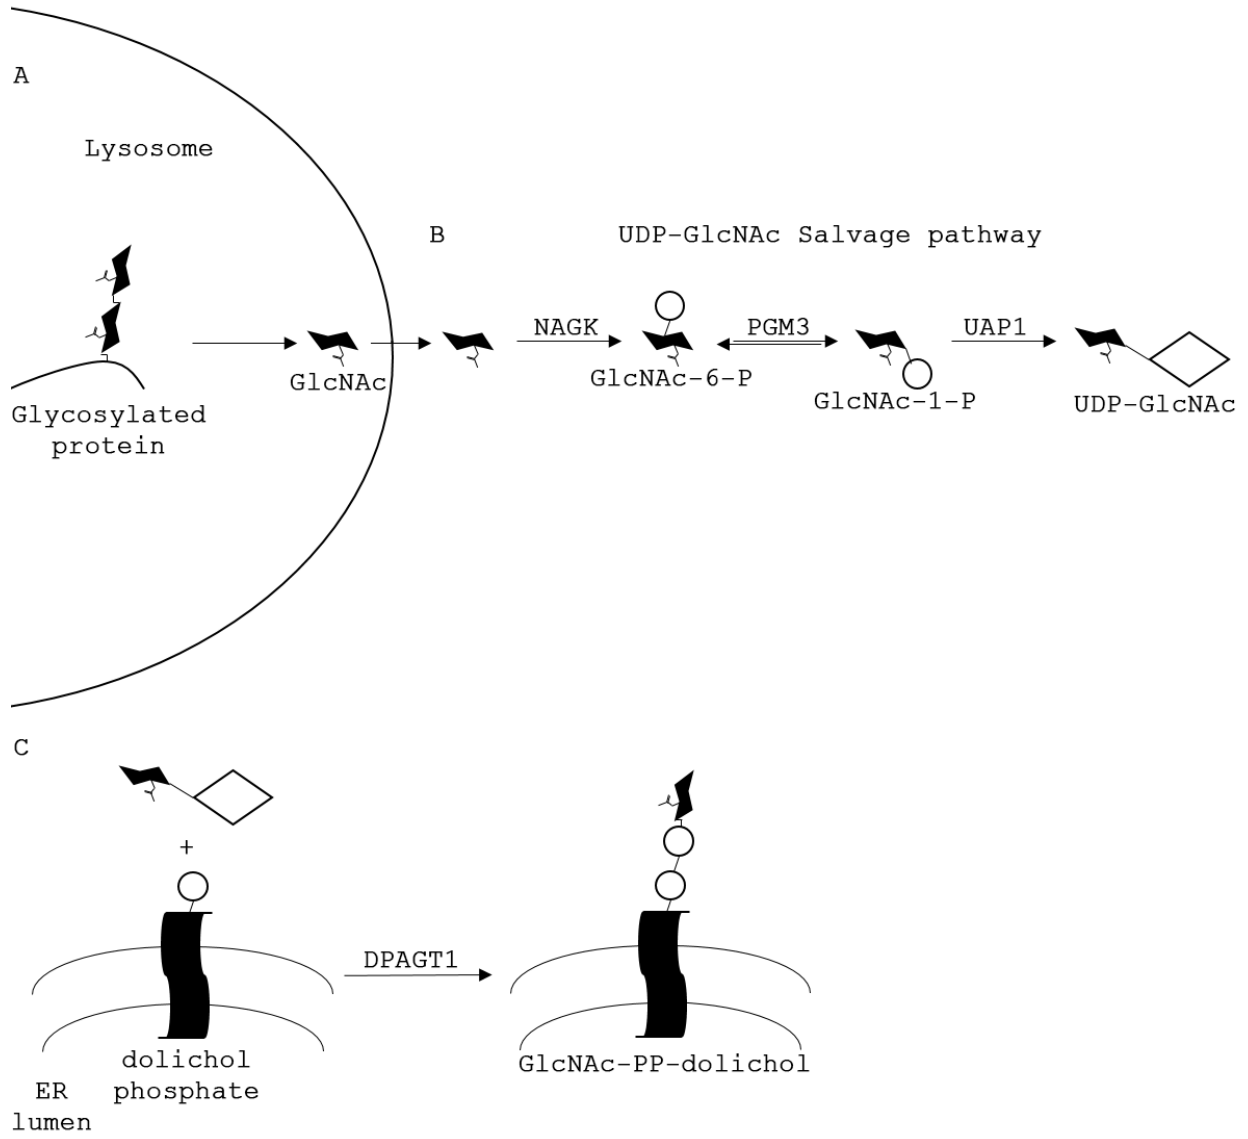 A
Lysosome
B
UDP-GlcNAc Salvage pathway
NAGK
PGM3
UAP1
GlcNAc
GlcNAc-6-P
GlcNAc-1-P
UDP-GlcNAc
Glycosylated
protein
C
+
DPAGT1
dolichol
phosphate
ER
lumen
GlcNAc-PP-dolichol